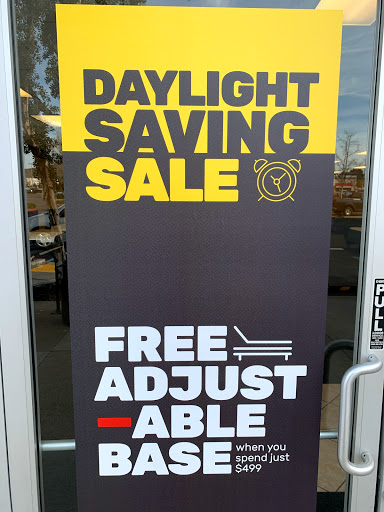 DAYLIGHT
SAVING
SALE
FREE
ADJUST
-ABLE
BASE when you
spend just
$499
PULL